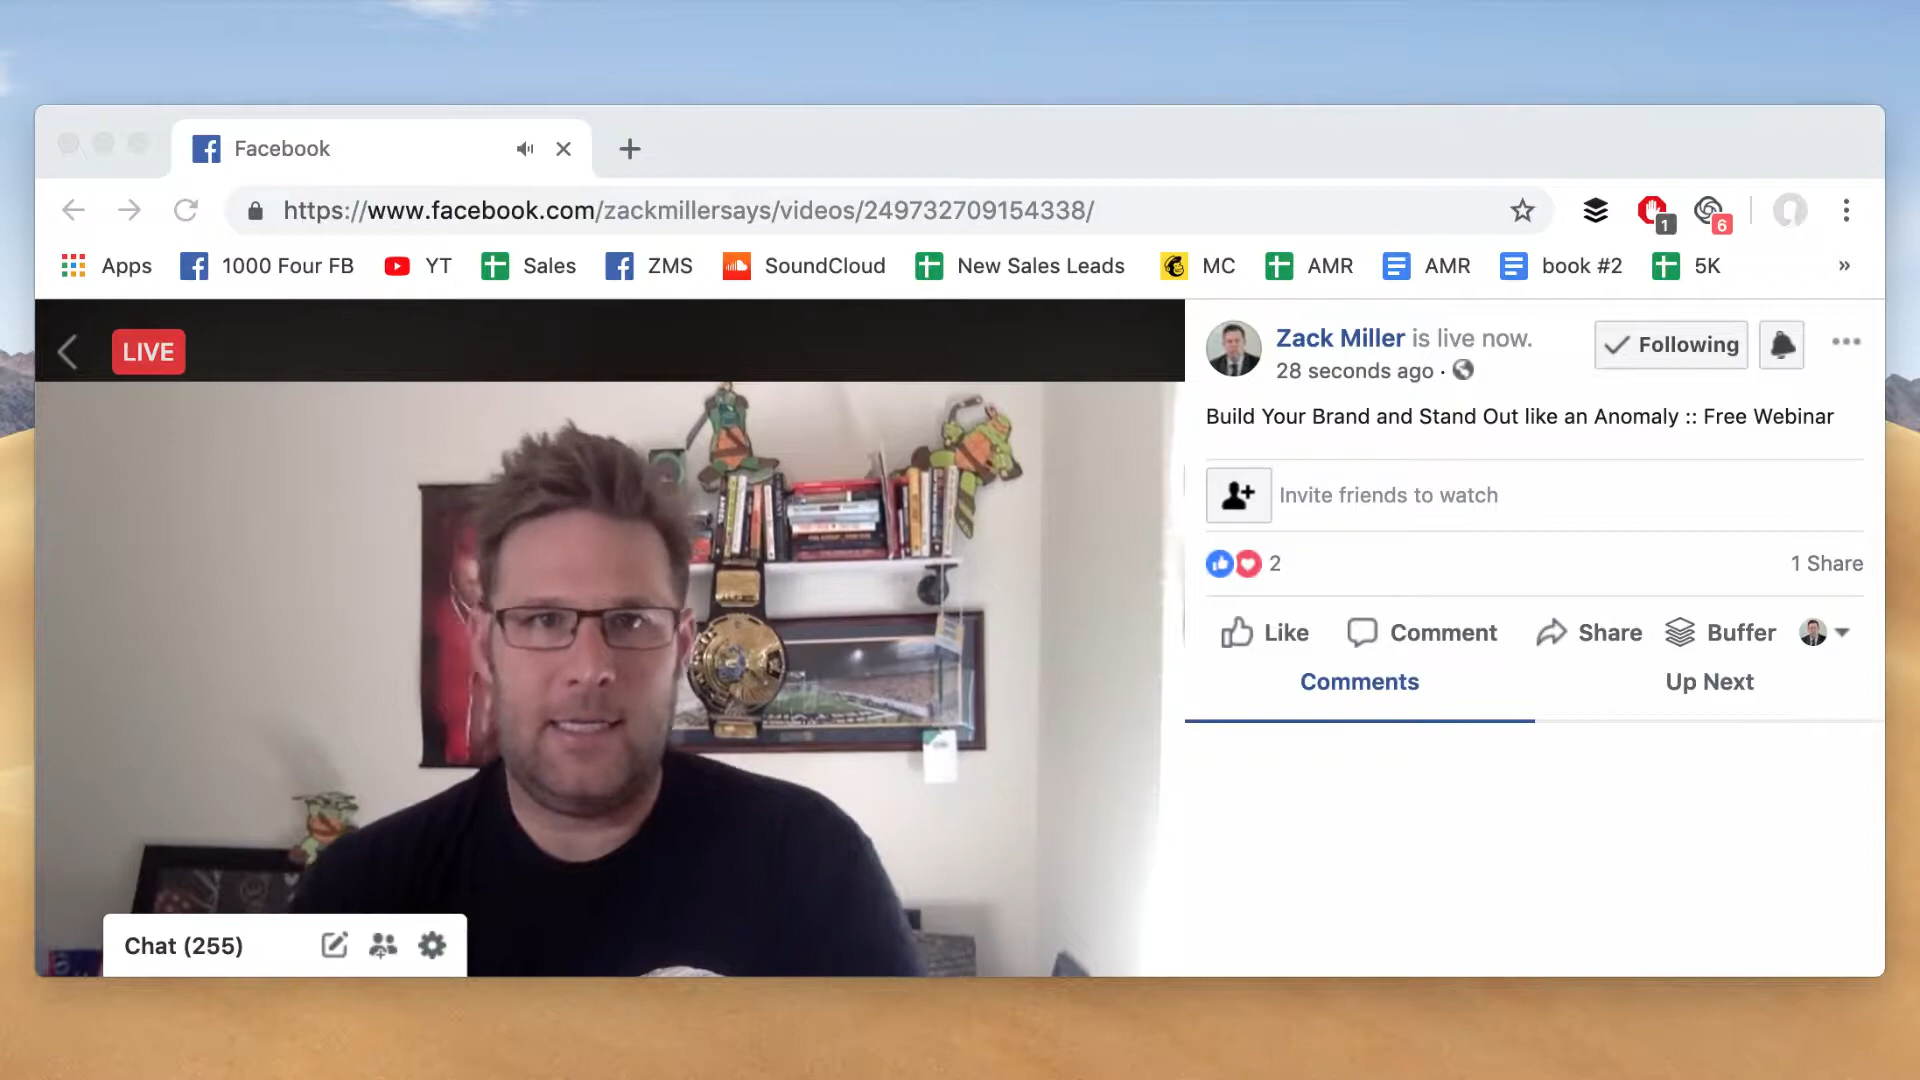 Facebook
https://www.facebook.com/zackmillersays/videos/249732709154338/
1
6
Apps 1000 Four FB YT Sales ZMS SoundCloud New Sales Leads MC AMR AMR book #2 5K »
LIVE
Zack Miller is live now.
28 seconds ago ·
Following
Build Your Brand and Stand Out like an Anomaly :: Free Webinar
Invite friends to watch
2
1 Share
Like Comment Share Buffer
Comments Up Next
Chat (255)